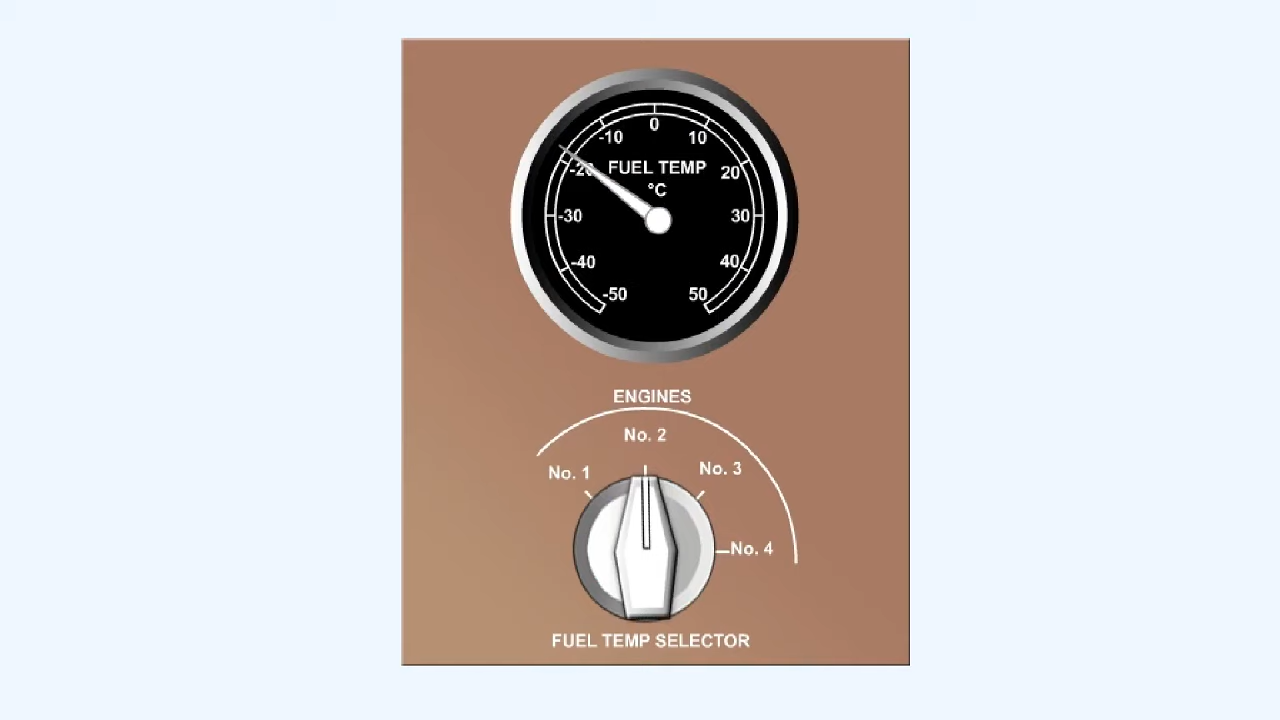 0
-10 10
-20 FUEL TEMP 20
°C
-30 30
-40 40
-50 50
ENGINES
No. 2
No. 1 No. 3
No. 4
FUEL TEMP SELECTOR